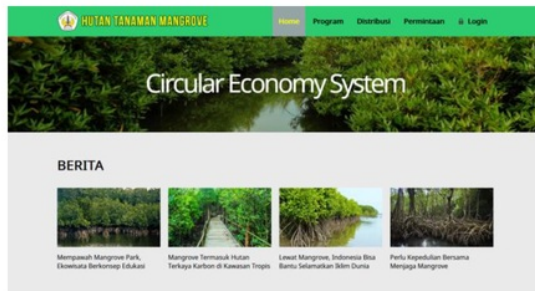 HUTAN TANAMAN MANGROVE
Home Program Distribusi Permintaan Login
Circular Economy System
BERITA
Mempawah Mangrove Park,
Ekowisata Berkonsep Edukasi
Mangrove Termasuk Hutan
Terkaya Karbon di Kawasan Tropis
Lewat Mangrove, Indonesia Bisa
Bantu Selamatkan Iklim Dunia
Perlu Kepedulian Bersama
Menjaga Mangrove